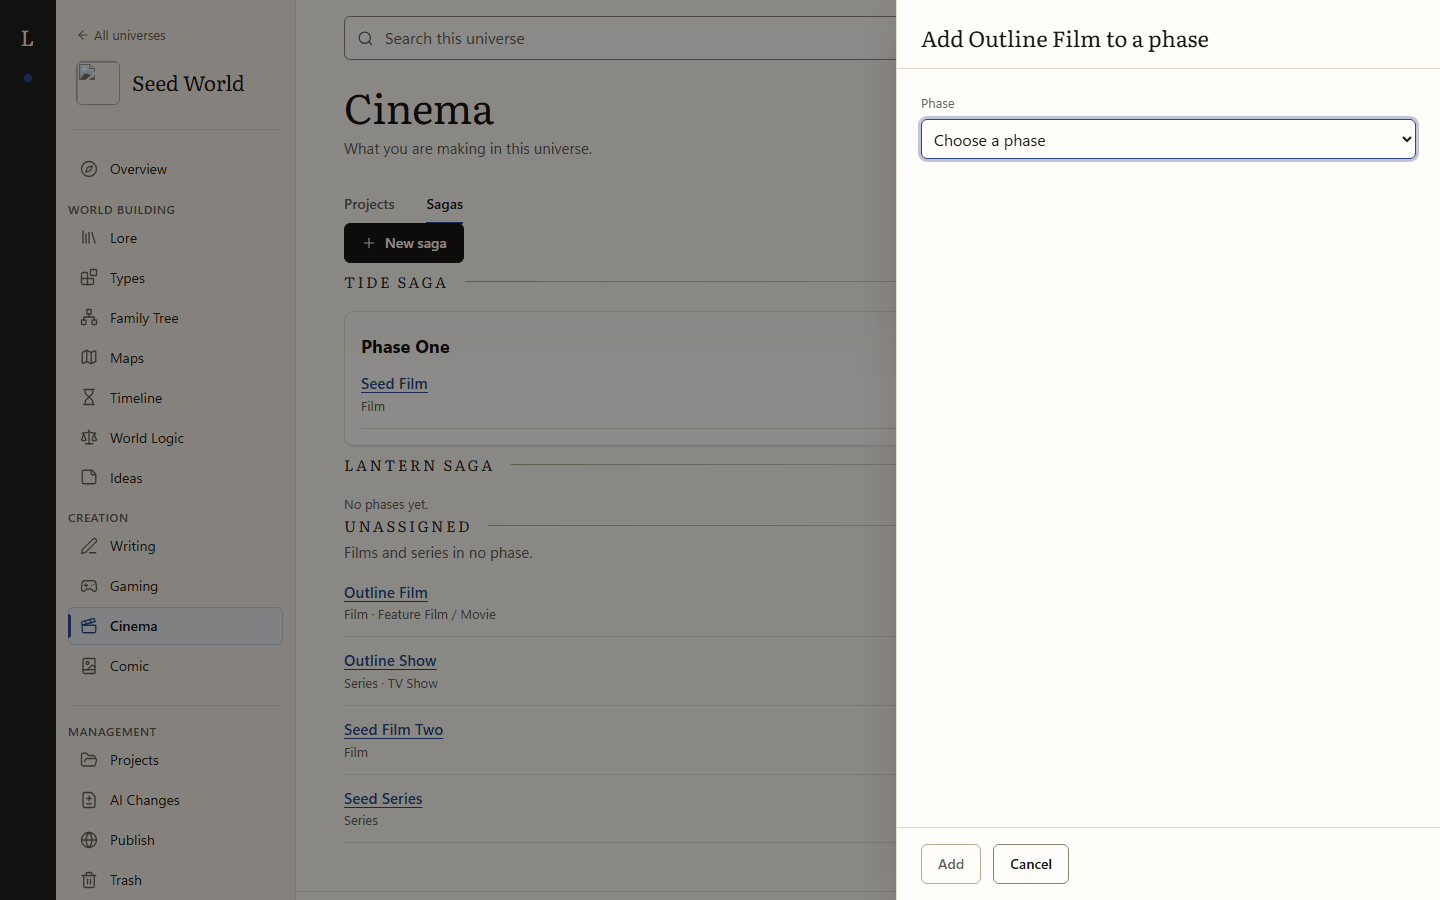 L
All universes
Seed World
Overview
WORLD BUILDING
Lore
Types
Family Tree
Maps
Timeline
World Logic
Ideas
CREATION
Writing
Gaming
Cinema
Comic
MANAGEMENT
Projects
AI Changes
Publish
Trash
Search this universe
Cinema
What you are making in this universe.
Projects Sagas
New saga
TIDE SAGA
Phase One
Seed Film
Film
LANTERN SAGA
No phases yet.
UNASSIGNED
Films and series in no phase.
Outline Film
Film · Feature Film / Movie
Outline Show
Series · TV Show
Seed Film Two
Film
Seed Series
Series
Add Outline Film to a phase
Phase
Choose a phase
Add Cancel